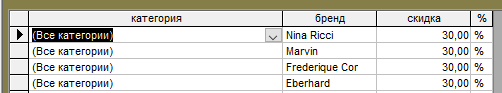 категория бренд скидка %
(Все категории) Nina Ricci 30,00 %
(Все категории) Marvin 30,00 %
(Все категории) Frederique Cor 30,00 %
(Все категории) Eberhard 30,00 %